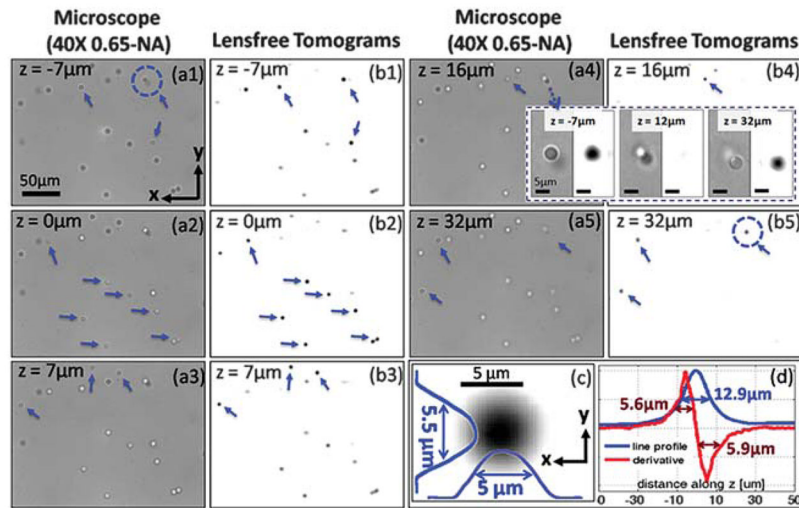 Microscope
(40X 0.65-NA)
Lensfree Tomograms
Microscope
(40X 0.65-NA)
Lensfree Tomograms
z = -7μm
(a1)
50μm
y
x
z = -7μm
(b1)
z = 16μm
(a4)
z = 16μm
(b4)
z = -7μm
z = 12μm
z = 32μm
5μm
z = 0μm
(a2)
z = 0μm
(b2)
z = 32μm
(a5)
z = 32μm
(b5)
z = 7μm
(a3)
z = 7μm
(b3)
5 μm
(c)
5.5 μm
y
x
5 μm
(d)
5.6μm
12.9μm
5.9μm
line profile
derivative
distance along z [um]
-30
-10 0 10
30
50